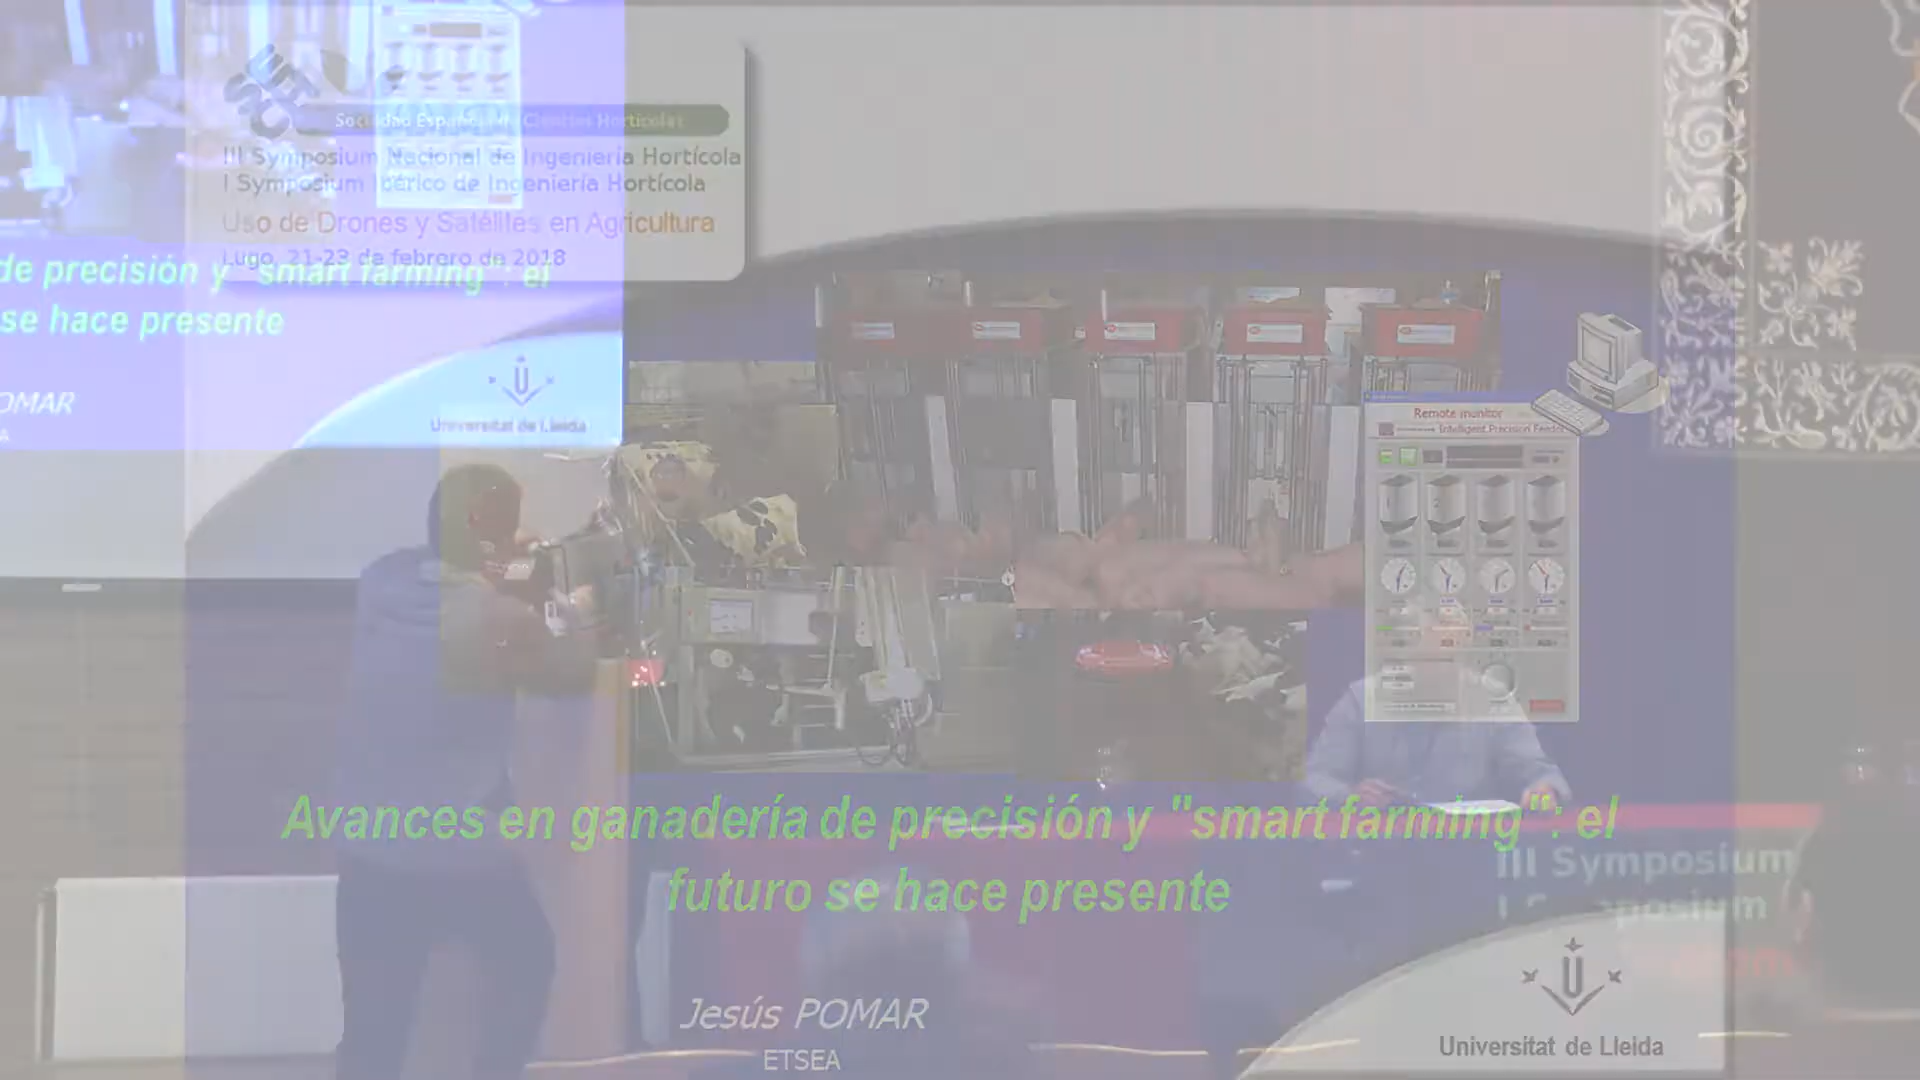 Sociedad Española de Ciencias Hortícolas
III Symposium Nacional de Ingeniería Hortícola
I Symposium Ibérico de Ingeniería Hortícola
Uso de Drones y Satélites en Agricultura
Lugo, 21-23 de febrero de 2018
de precisión y "smart farming": el
se hace presente
POMAR
Universitat de Lleida
Remote monitor
Intelligent Precision Feeder
Avances en ganadería de precisión y "smart farming": el
futuro se hace presente
III Symposium
I Symposium
Jesús POMAR
ETSEA
Universitat de Lleida